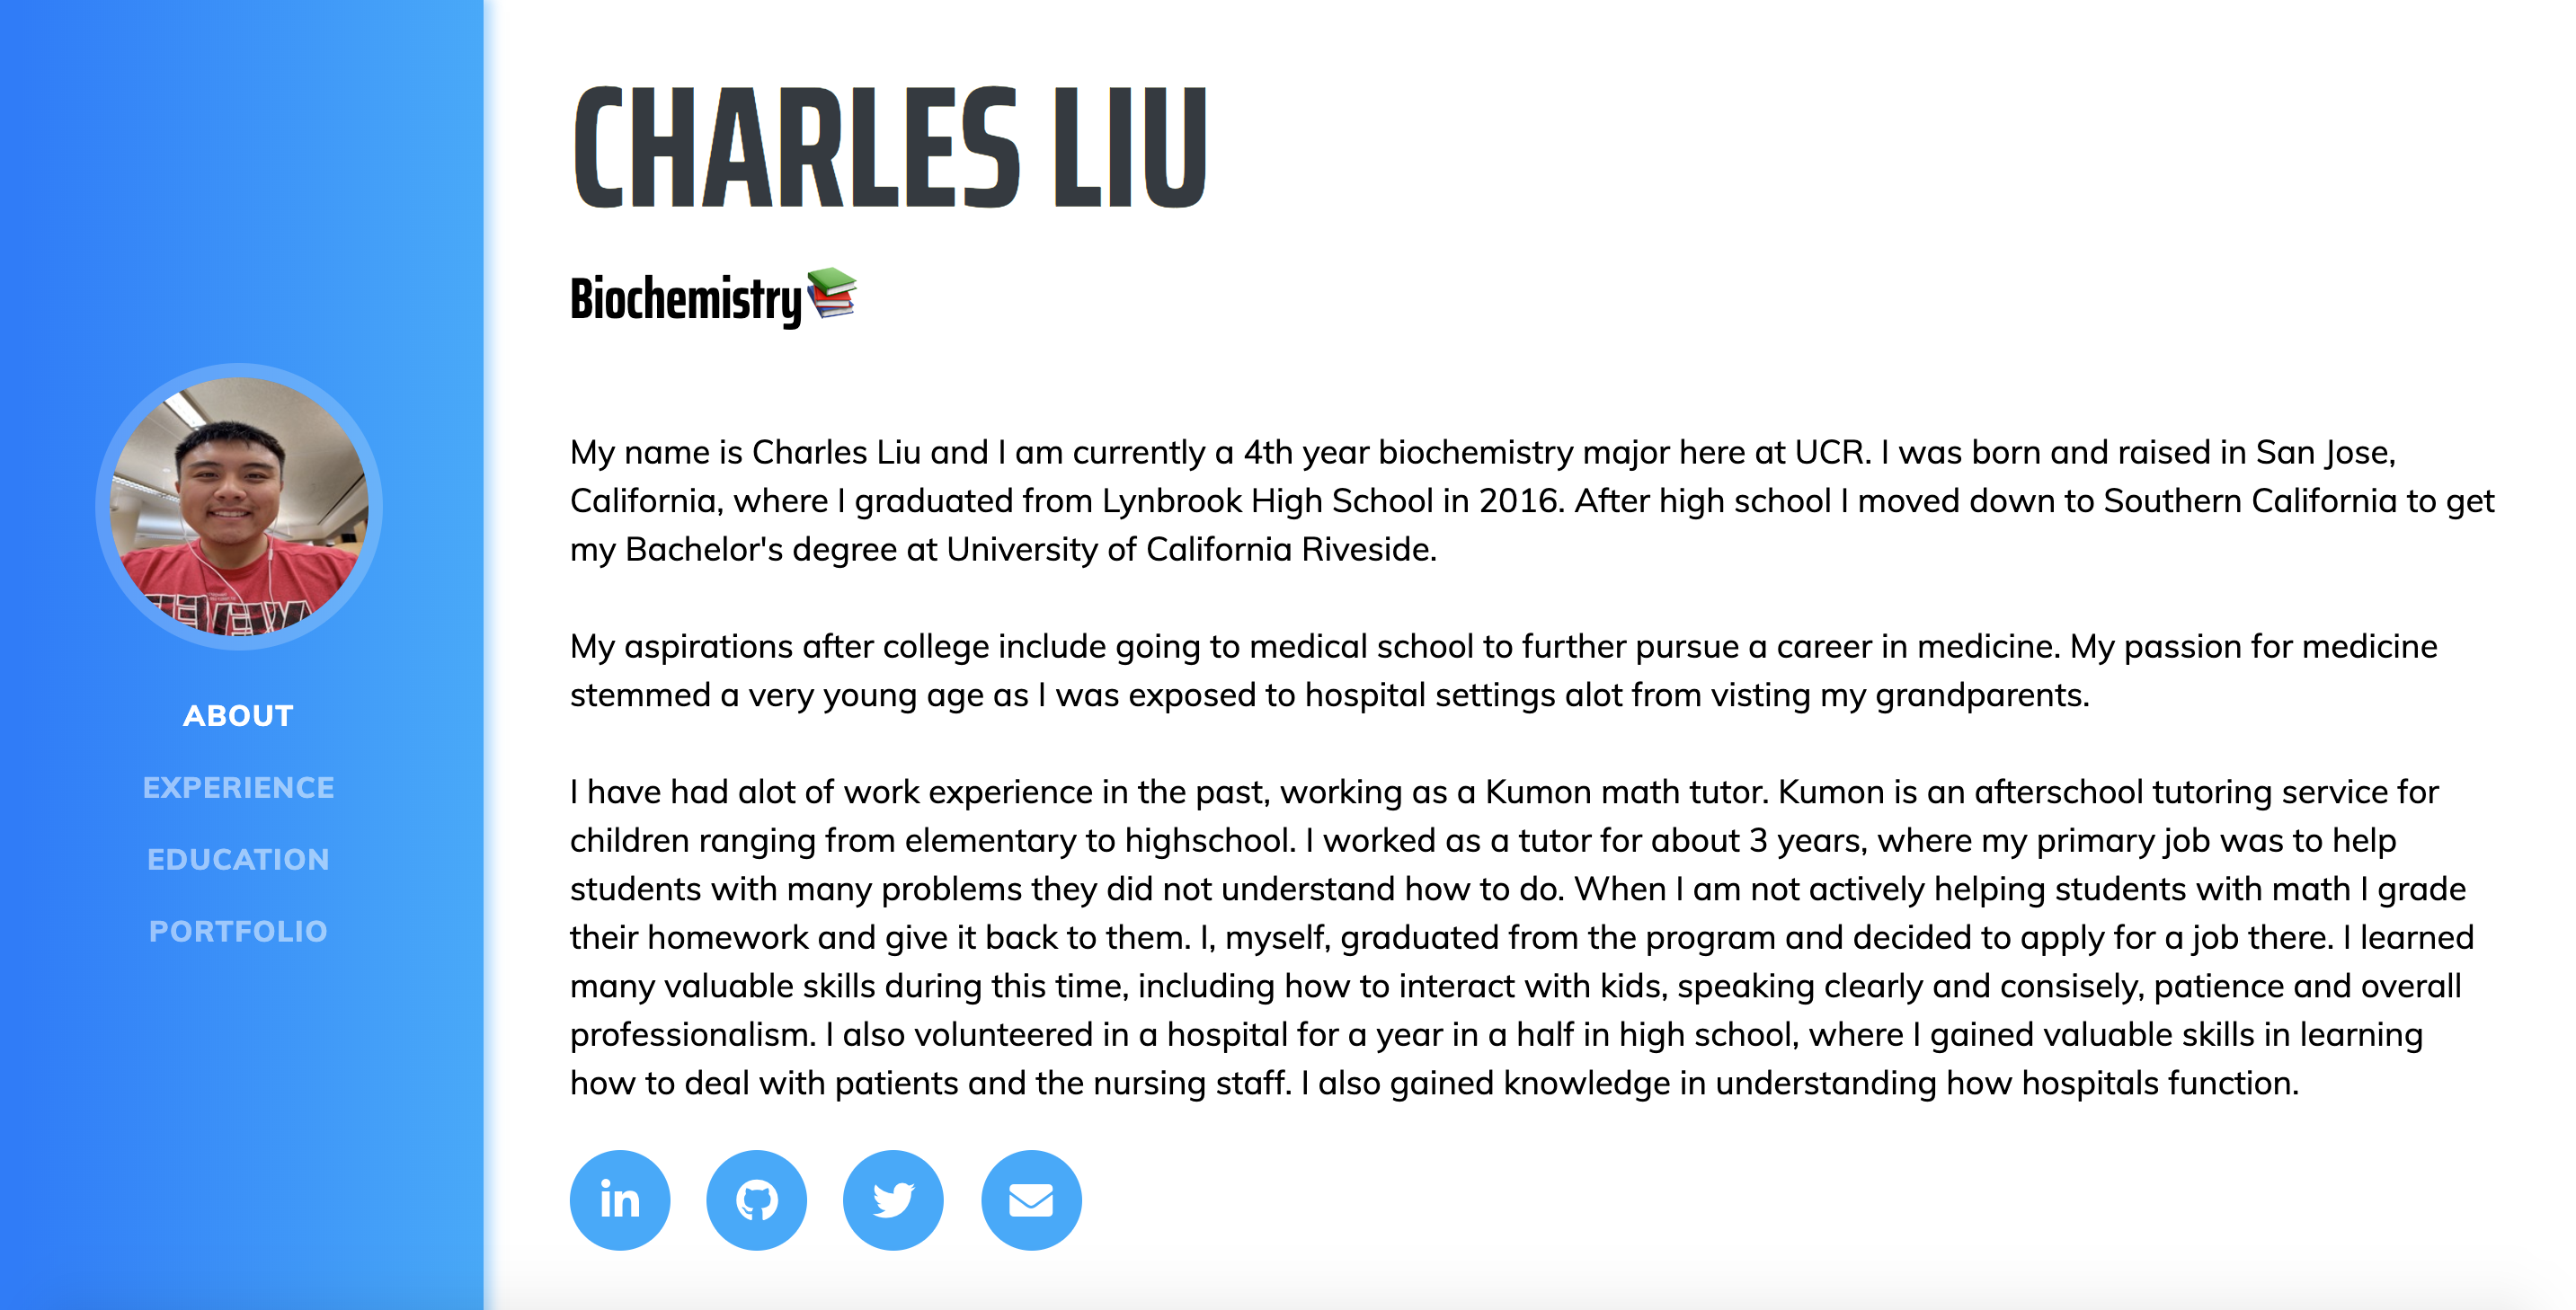 CHARLES LIU
Biochemistry📚
My name is Charles Liu and I am currently a 4th year biochemistry major here at UCR. I was born and raised in San Jose,
California, where I graduated from Lynbrook High School in 2016. After high school I moved down to Southern California to get
my Bachelor's degree at University of California Riveside.
My aspirations after college include going to medical school to further pursue a career in medicine. My passion for medicine
stemmed a very young age as I was exposed to hospital settings alot from visting my grandparents.
I have had alot of work experience in the past, working as a Kumon math tutor. Kumon is an afterschool tutoring service for
children ranging from elementary to highschool. I worked as a tutor for about 3 years, where my primary job was to help
students with many problems they did not understand how to do. When I am not actively helping students with math I grade
their homework and give it back to them. I, myself, graduated from the program and decided to apply for a job there. I learned
many valuable skills during this time, including how to interact with kids, speaking clearly and consisely, patience and overall
professionalism. I also volunteered in a hospital for a year in a half in high school, where I gained valuable skills in learning
how to deal with patients and the nursing staff. I also gained knowledge in understanding how hospitals function.
in
ABOUT
EXPERIENCE
EDUCATION
PORTFOLIO